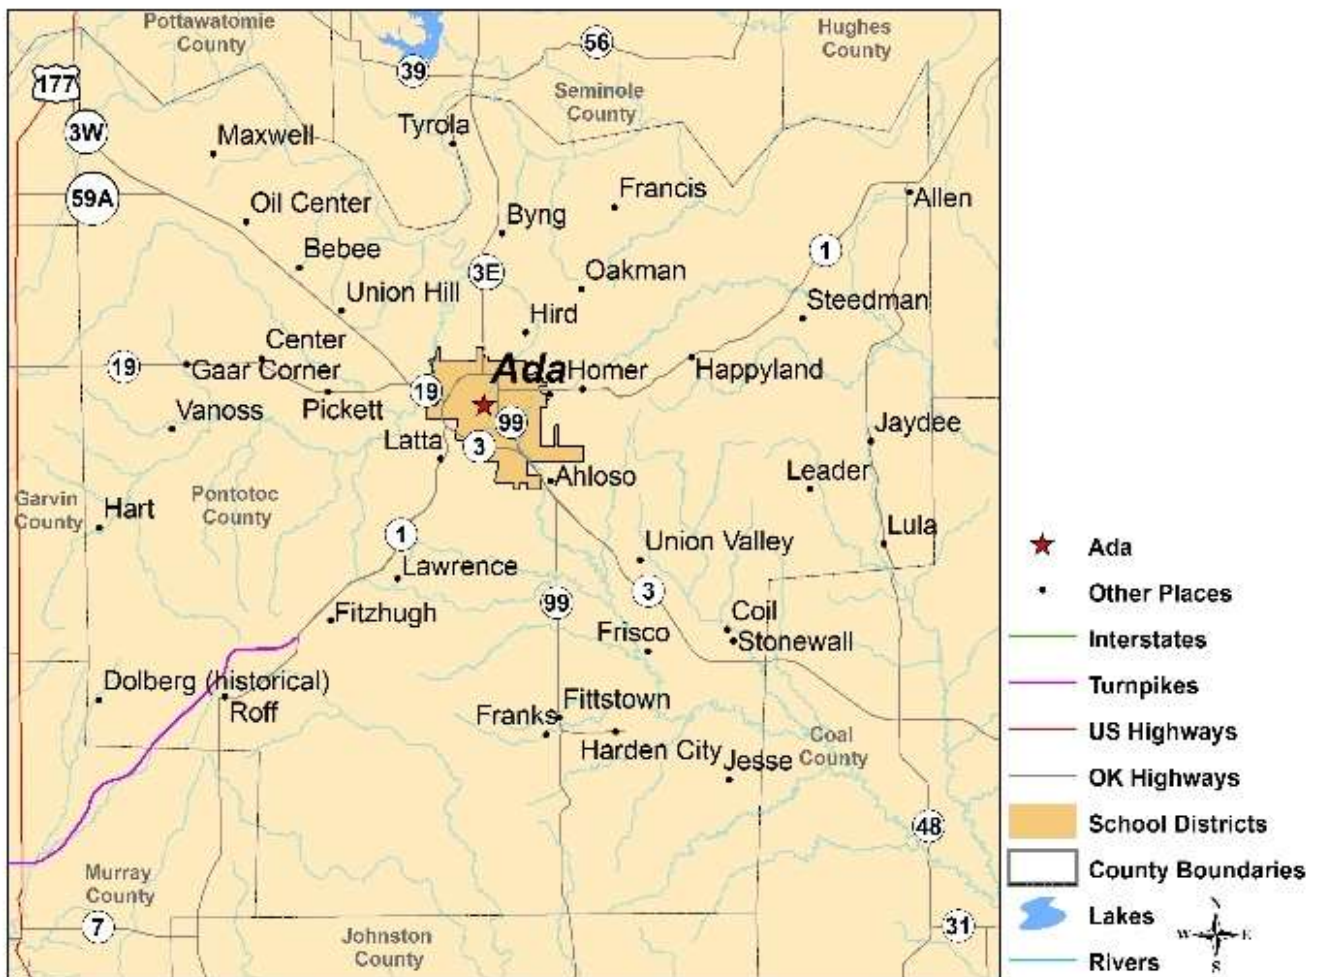 Pottawatomie
County
Hughes
County
56
39
177
Seminole
County
3W
Maxwell
Tyrola
59A
Francis
Allen
Oil Center
Byng
Bebee
1
3E
Oakman
Union Hill
Steedman
Hird
Center
19
Gaar Corner
Ada
Homer
Happyland
19
Pickett
Vanoss
99
Latta
3
Jaydee
Ahloso
Leader
Garvin
County
Pontotoc
County
Hart
1
Union Valley
Lula
Lawrence
3
99
Fitzhugh
Coil
Frisco
Stonewall
Dolberg (historical)
Roff
Fittstown
Franks
Harden City
Coal
County
Jesse
48
Murray
County
7
Johnston
County
31
Ada
Other Places
Interstates
Turnpikes
US Highways
OK Highways
School Districts
County Boundaries
Lakes
Rivers
N
W
E
S